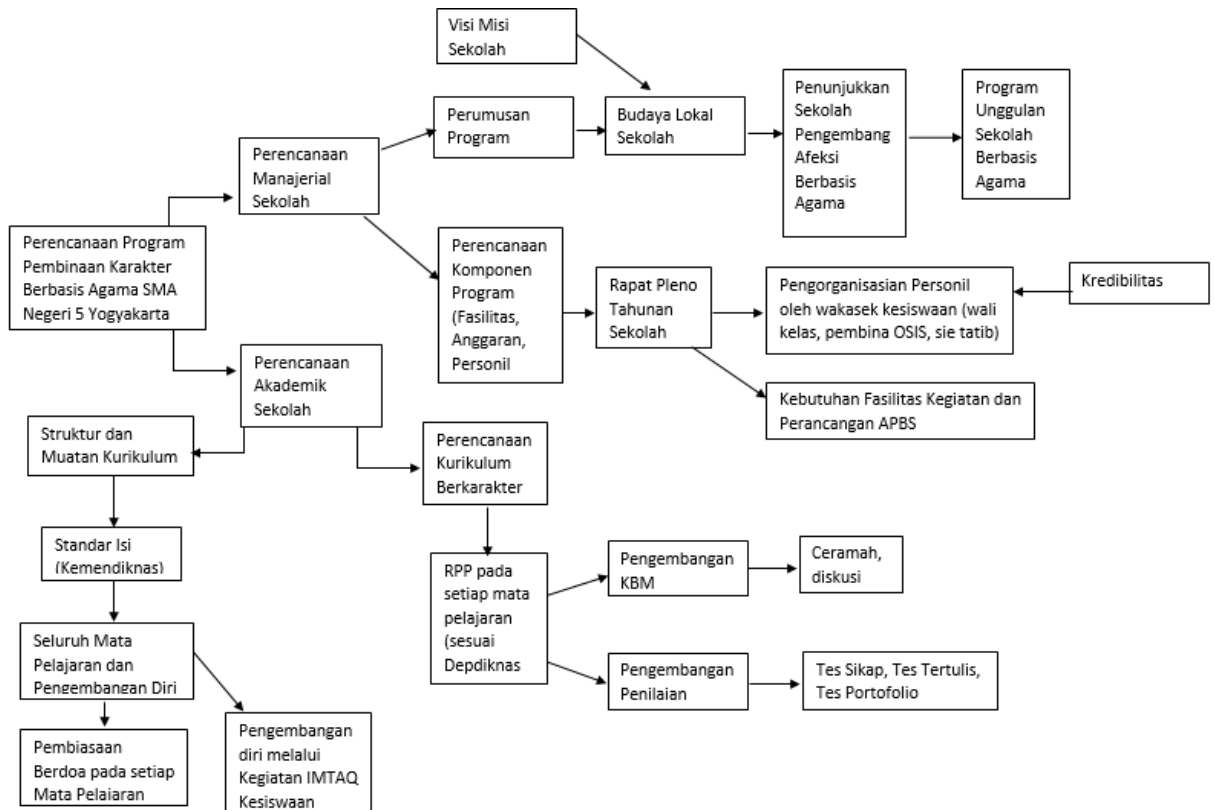 Visi Misi
Sekolah
Perumusan
Program
Budaya Lokal
Sekolah
Penunjukkan
Sekolah
Pengembang
Afeksi
Berbasis
Agama
Program
Unggulan
Sekolah
Berbasis
Agama
Perencanaan
Manajerial
Sekolah
Perencanaan Program
Pembinaan Karakter
Berbasis Agama SMA
Negeri 5 Yogyakarta
Perencanaan
Komponen
Program
(Fasilitas,
Anggaran,
Personil
Rapat Pleno
Tahunan
Sekolah
Pengorganisasian Personil
oleh wakasek kesiswaan (wali
kelas, pembina OSIS, sie tatib)
Kredibilitas
Kebutuhan Fasilitas Kegiatan dan
Perancangan APBS
Perencanaan
Akademik
Sekolah
Struktur dan
Muatan Kurikulum
Perencanaan
Kurikulum
Berkarakter
Standar Isi
(Kemendiknas)
RPP pada
setiap mata
pelajaran
(sesuai
Depdiknas
Pengembangan
KBM
Ceramah,
diskusi
Pengembangan
Penilaian
Tes Sikap, Tes Tertulis,
Tes Portofolio
Seluruh Mata
Pelajaran dan
Pengembangan Diri
Pembiasaan
Berdoa pada setiap
Mata Pelajaran
Pengembangan
diri melalui
Kegiatan IMTAQ
Kesiswaan